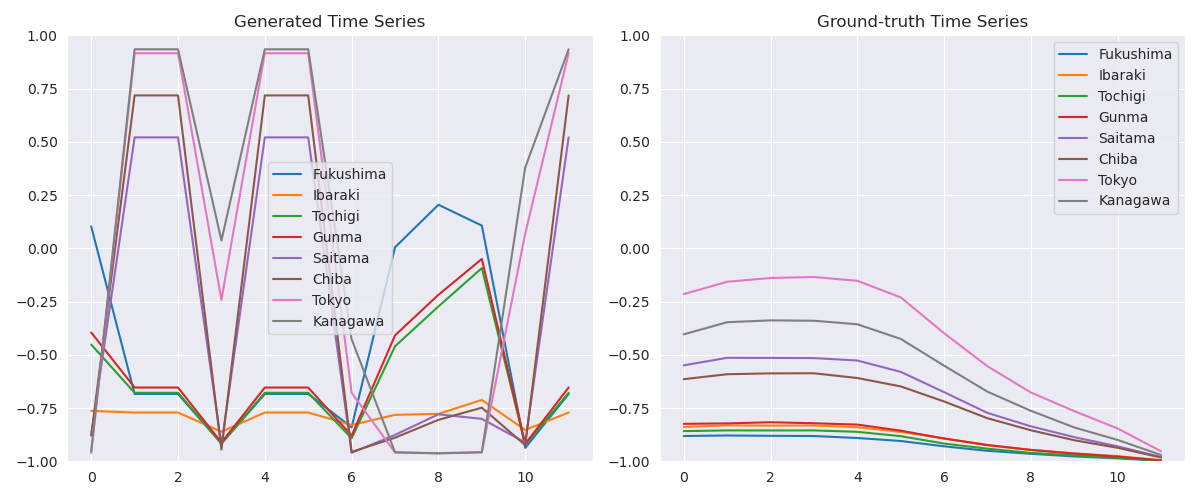 Generated Time Series
1.00
0.75
0.50
0.25
0.00
−0.25
−0.50
−0.75
−1.00
0 2 4 6 8 10
Fukushima
Ibaraki
Tochigi
Gunma
Saitama
Chiba
Tokyo
Kanagawa
Ground-truth Time Series
1.00
0.75
0.50
0.25
0.00
−0.25
−0.50
−0.75
−1.00
0 2 4 6 8 10
Fukushima
Ibaraki
Tochigi
Gunma
Saitama
Chiba
Tokyo
Kanagawa